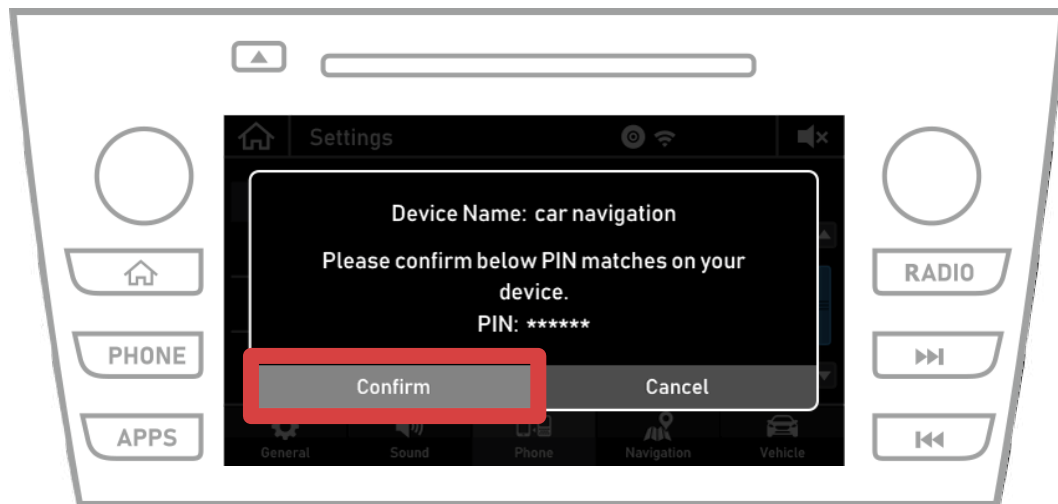 Settings
Device Name: car navigation
Please confirm below PIN matches on your
device.
PIN: ******
Confirm
Cancel
General
Sound
Phone
Navigation
Vehicle
PHONE
APPS
RADIO